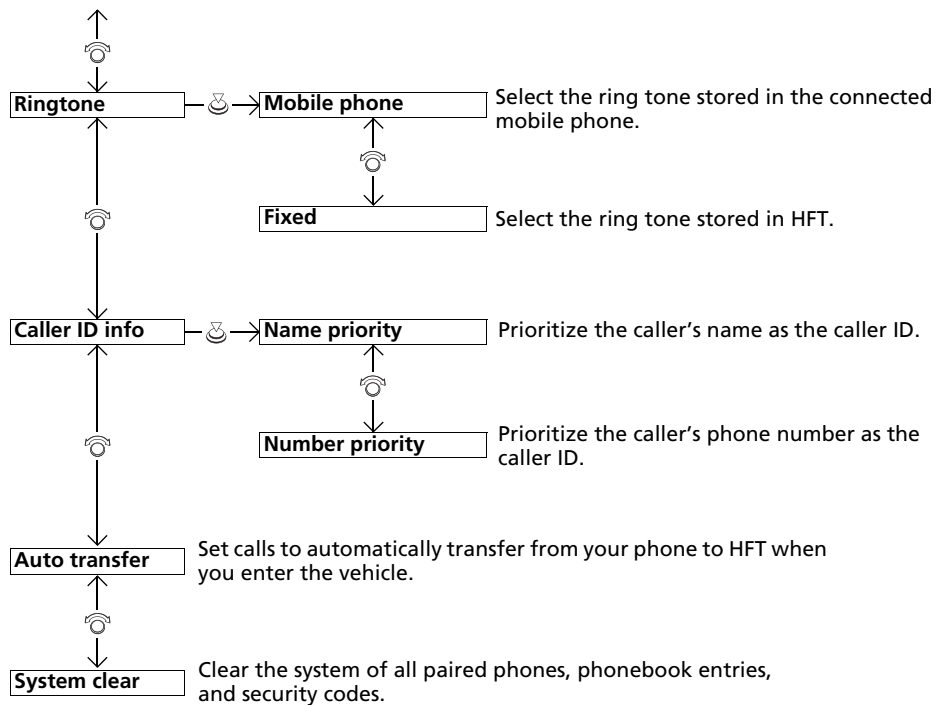 Ringtone
Mobile phone
Select the ring tone stored in the connected
mobile phone.
Fixed
Select the ring tone stored in HFT.
Caller ID info
Name priority
Prioritize the caller’s name as the caller ID.
Number priority
Prioritize the caller’s phone number as the
caller ID.
Auto transfer
Set calls to automatically transfer from your phone to HFT when
you enter the vehicle.
System clear
Clear the system of all paired phones, phonebook entries,
and security codes.